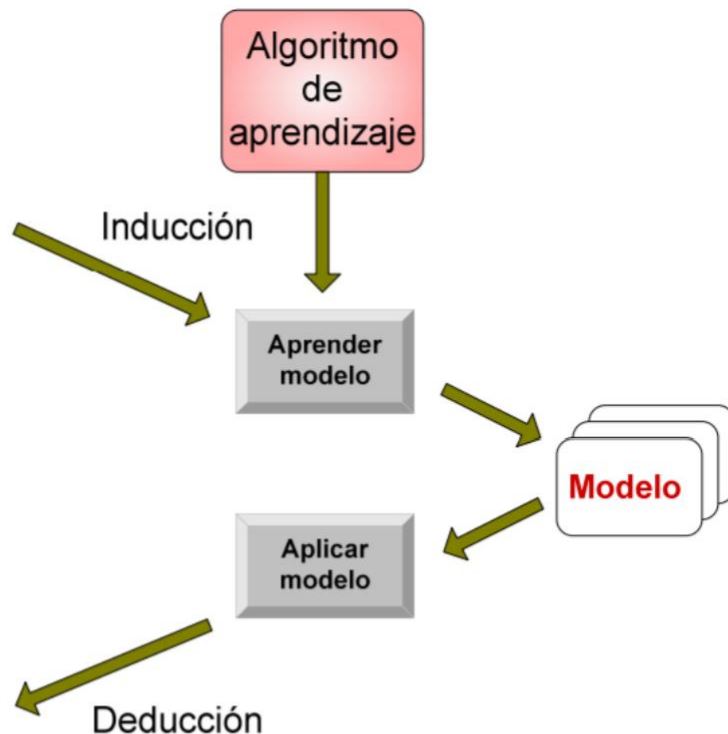 Algoritmo
de
aprendizaje
Inducción
Aprender
modelo
Modelo
Aplicar
modelo
Deducción